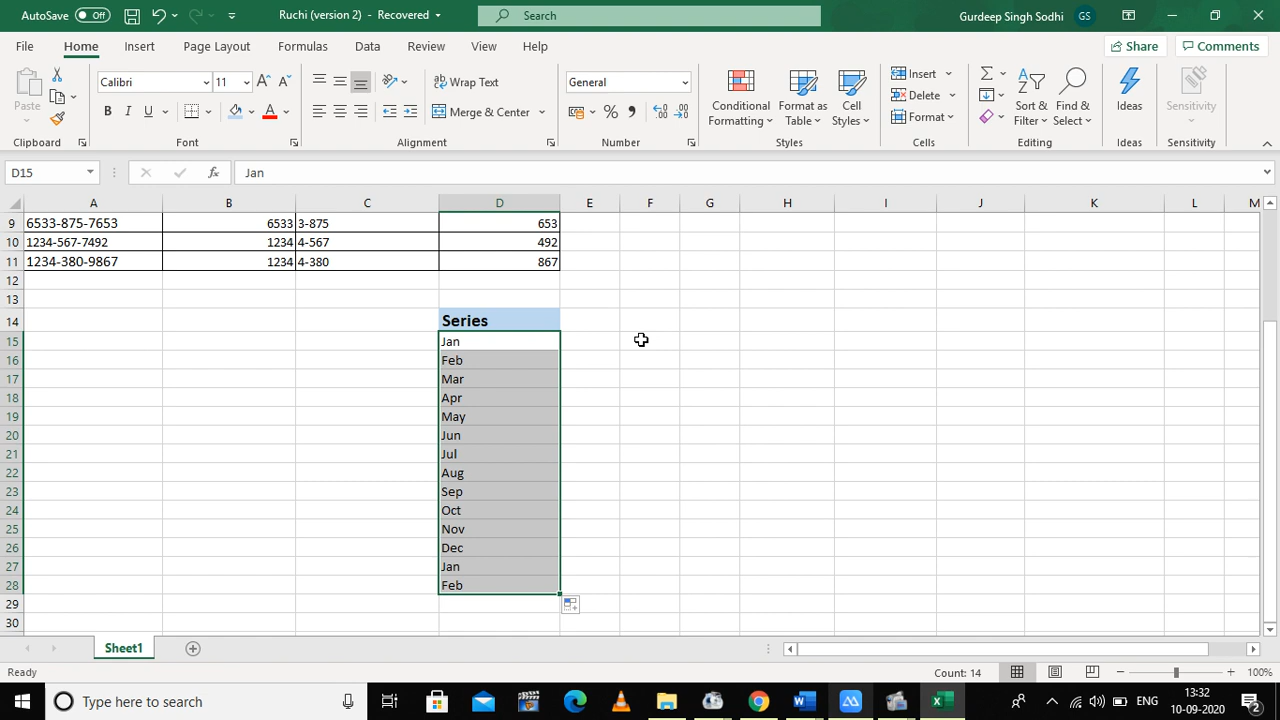 AutoSave Off Ruchi (version 2) - Recovered Search Gurdeep Singh Sodhi GS
File Home Insert Page Layout Formulas Data Review View Help Share Comments
Paste Calibri 11 Wrap Text General Conditional Formatting Format as Table Cell Styles Insert Sort & Filter Find & Select Ideas Sensitivity
B I U Merge & Center Delete
Format
Clipboard Font Alignment Number Styles Cells Editing Ideas Sensitivity
D15 fx Jan
A B C D E F G H I J K L M
9 6533-875-7653 6533 3-875 653
10 1234-567-7492 1234 4-567 492
11 1234-380-9867 1234 4-380 867
12
13
14 Series
15 Jan
16 Feb
17 Mar
18 Apr
19 May
20 Jun
21 Jul
22 Aug
23 Sep
24 Oct
25 Nov
26 Dec
27 Jan
28 Feb
29
30
Sheet1
Ready Count: 14 100%
Type here to search ENG 13:32
10-09-2020 2